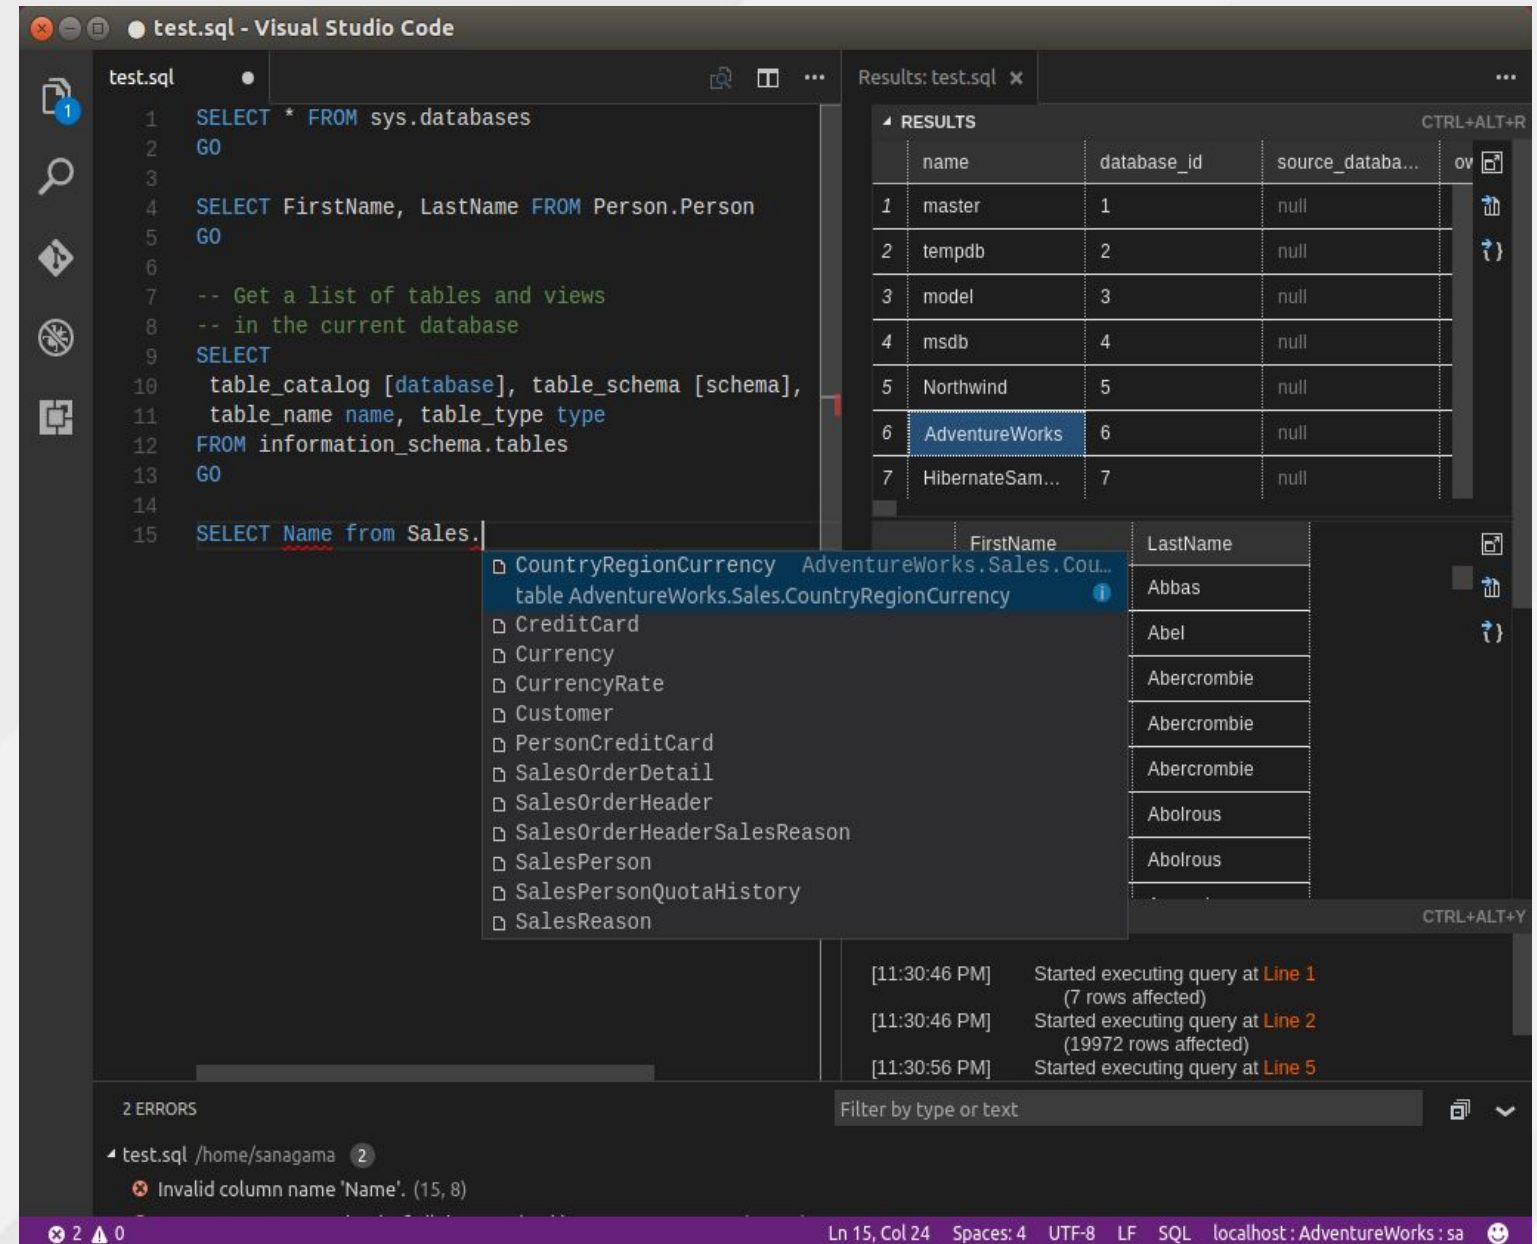 test.sql - Visual Studio Code
test.sql
1 SELECT * FROM sys.databases
2 GO
3
4 SELECT FirstName, LastName FROM Person.Person
5 GO
6
7 -- Get a list of tables and views
8 -- in the current database
9 SELECT
10 table_catalog [database], table_schema [schema],
11 table_name name, table_type type
12 FROM information_schema.tables
13 GO
14
15 SELECT Name from Sales.
CountryRegionCurrency AdventureWorks.Sales.Cou…
table AdventureWorks.Sales.CountryRegionCurrency
CreditCard
Currency
CurrencyRate
Customer
PersonCreditCard
SalesOrderDetail
SalesOrderHeader
SalesOrderHeaderSalesReason
SalesPerson
SalesPersonQuotaHistory
SalesReason
Results: test.sql
RESULTS CTRL+ALT+R
name database_id source_databa... ow
1 master 1 null
2 tempdb 2 null
3 model 3 null
4 msdb 4 null
5 Northwind 5 null
6 AdventureWorks 6 null
7 HibernateSam... 7 null
FirstName LastName
Abbas
Abel
Abercrombie
Abercrombie
Abercrombie
Abolrous
Abolrous
CTRL+ALT+Y
[11:30:46 PM] Started executing query at Line 1
(7 rows affected)
[11:30:46 PM] Started executing query at Line 2
(19972 rows affected)
[11:30:56 PM] Started executing query at Line 5
2 ERRORS Filter by type or text
test.sql /home/sanagama 2
Invalid column name 'Name'. (15, 8)
2 0 Ln 15, Col 24 Spaces: 4 UTF-8 LF SQL localhost : AdventureWorks : sa